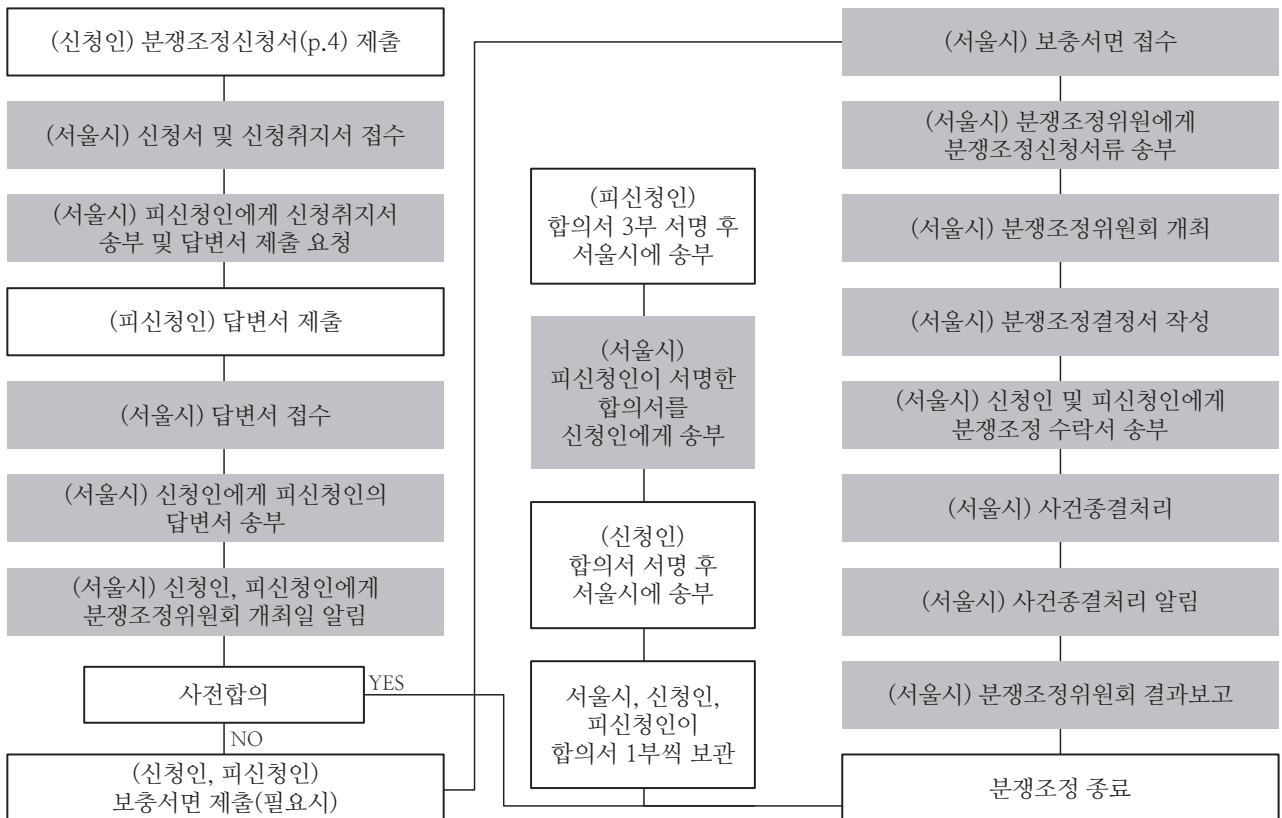 (신청인) 분쟁조정신청서(p.4) 제출
(서울시) 신청서 및 신청취지서 접수
(서울시) 피신청인에게 신청취지서
송부 및 답변서 제출 요청
(피신청인) 답변서 제출
(서울시) 답변서 접수
(서울시) 신청인에게 피신청인의
답변서 송부
(서울시) 신청인, 피신청인에게
분쟁조정위원회 개최일 알림
사전합의
YES
NO
(신청인, 피신청인)
보충서면 제출(필요시)
(피신청인)
합의서 3부 서명 후
서울시에 송부
(서울시)
피신청인이 서명한
합의서를
신청인에게 송부
(신청인)
합의서 서명 후
서울시에 송부
서울시, 신청인,
피신청인이
합의서 1부씩 보관
(서울시) 보충서면 접수
(서울시) 분쟁조정위원에게
분쟁조정신청서류 송부
(서울시) 분쟁조정위원회 개최
(서울시) 분쟁조정결정서 작성
(서울시) 신청인 및 피신청인에게
분쟁조정 수락서 송부
(서울시) 사건종결처리
(서울시) 사건종결처리 알림
(서울시) 분쟁조정위원회 결과보고
분쟁조정 종료